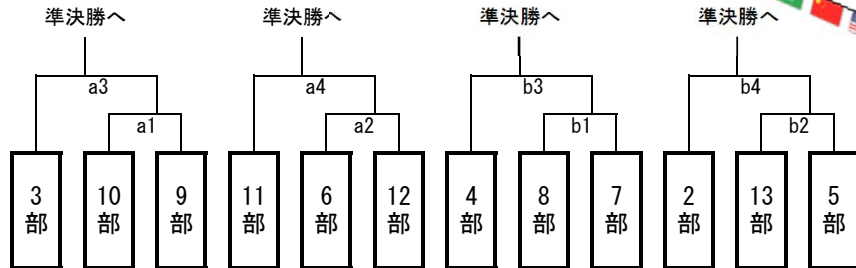 準決勝へ 準決勝へ 準決勝へ 準決勝へ
a3 a4 b3 b4
a1 a2 b1 b2
3 10 9 11 6 12 4 8 7 2 13 5
部 部 部 部 部 部 部 部 部 部 部 部